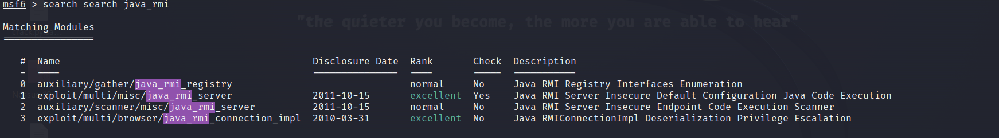 msf6 > search search java_rmi
"the quieter you become, the more you are able to hear"
Matching Modules
================
# Name Disclosure Date Rank Check Description
- ---- --------------- ---- ----- -----------
0 auxiliary/gather/java_rmi_registry normal No Java RMI Registry Interfaces Enumeration
1 exploit/multi/misc/java_rmi_server 2011-10-15 excellent Yes Java RMI Server Insecure Default Configuration Java Code Execution
2 auxiliary/scanner/misc/java_rmi_server 2011-10-15 normal No Java RMI Server Insecure Endpoint Code Execution Scanner
3 exploit/multi/browser/java_rmi_connection_impl 2010-03-31 excellent No Java RMIConnectionImpl Deserialization Privilege Escalation